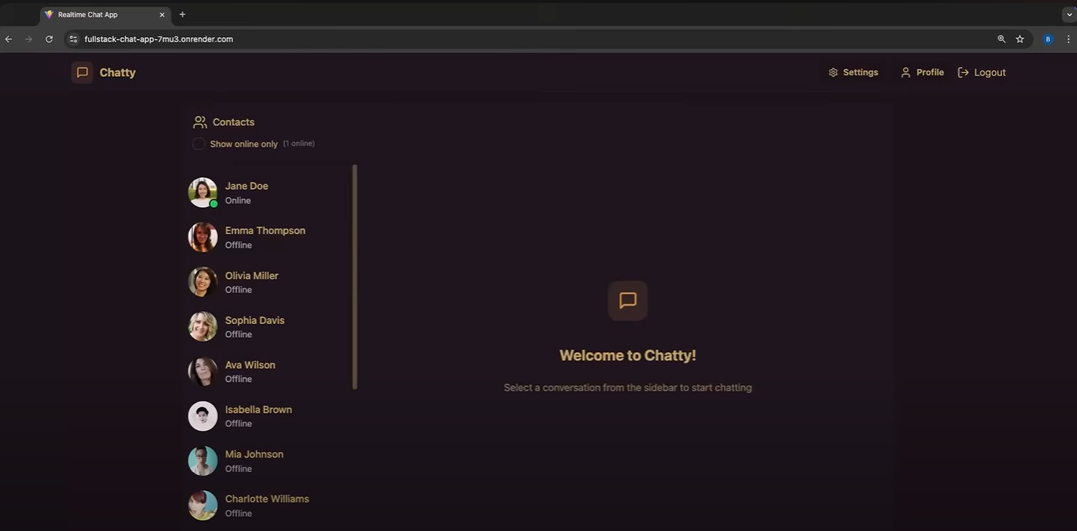 Realtime Chat App
fullstack-chat-app-7mu3.onrender.com
Chatty
Settings
Profile
Logout
Contacts
Show online only (1 online)
Jane Doe
Online
Emma Thompson
Offline
Olivia Miller
Offline
Sophia Davis
Offline
Ava Wilson
Offline
Isabella Brown
Offline
Mia Johnson
Offline
Charlotte Williams
Offline
Welcome to Chatty!
Select a conversation from the sidebar to start chatting